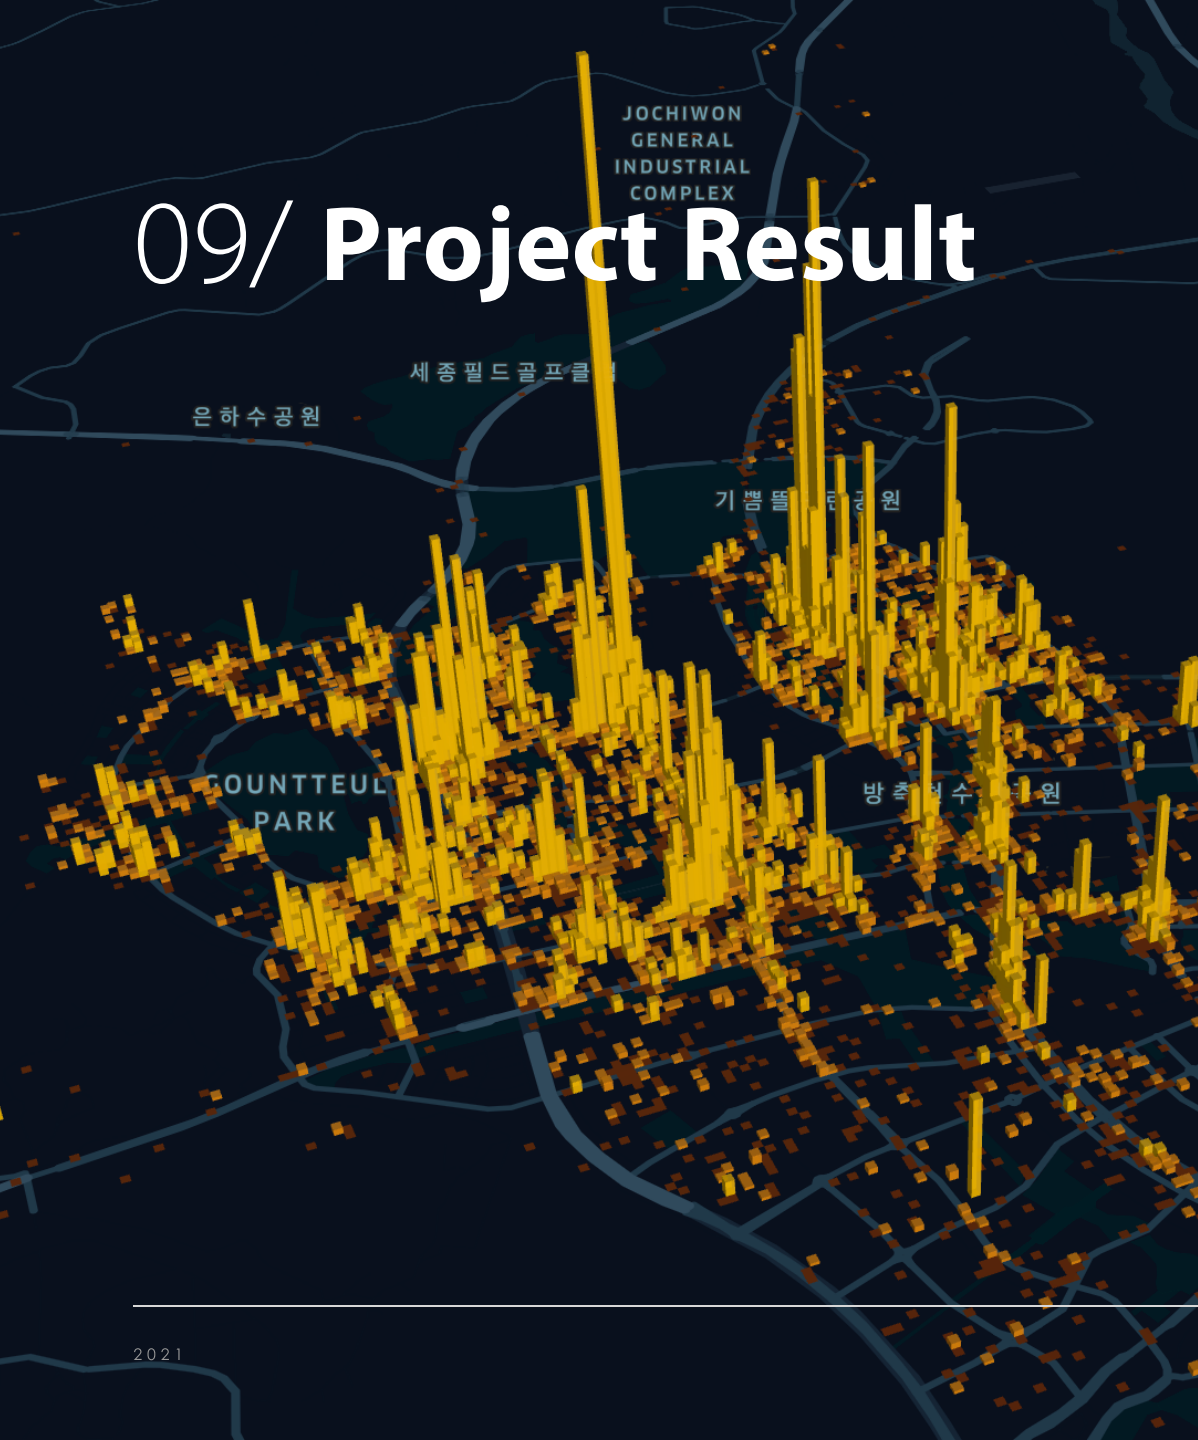 JOCHIWON
GENERAL
INDUSTRIAL
COMPLEX
09/ Project Result
세종필드골프클
은하수공원
기쁨뜰 공원
OUNTTEUL
PARK
방축 수 원
2021